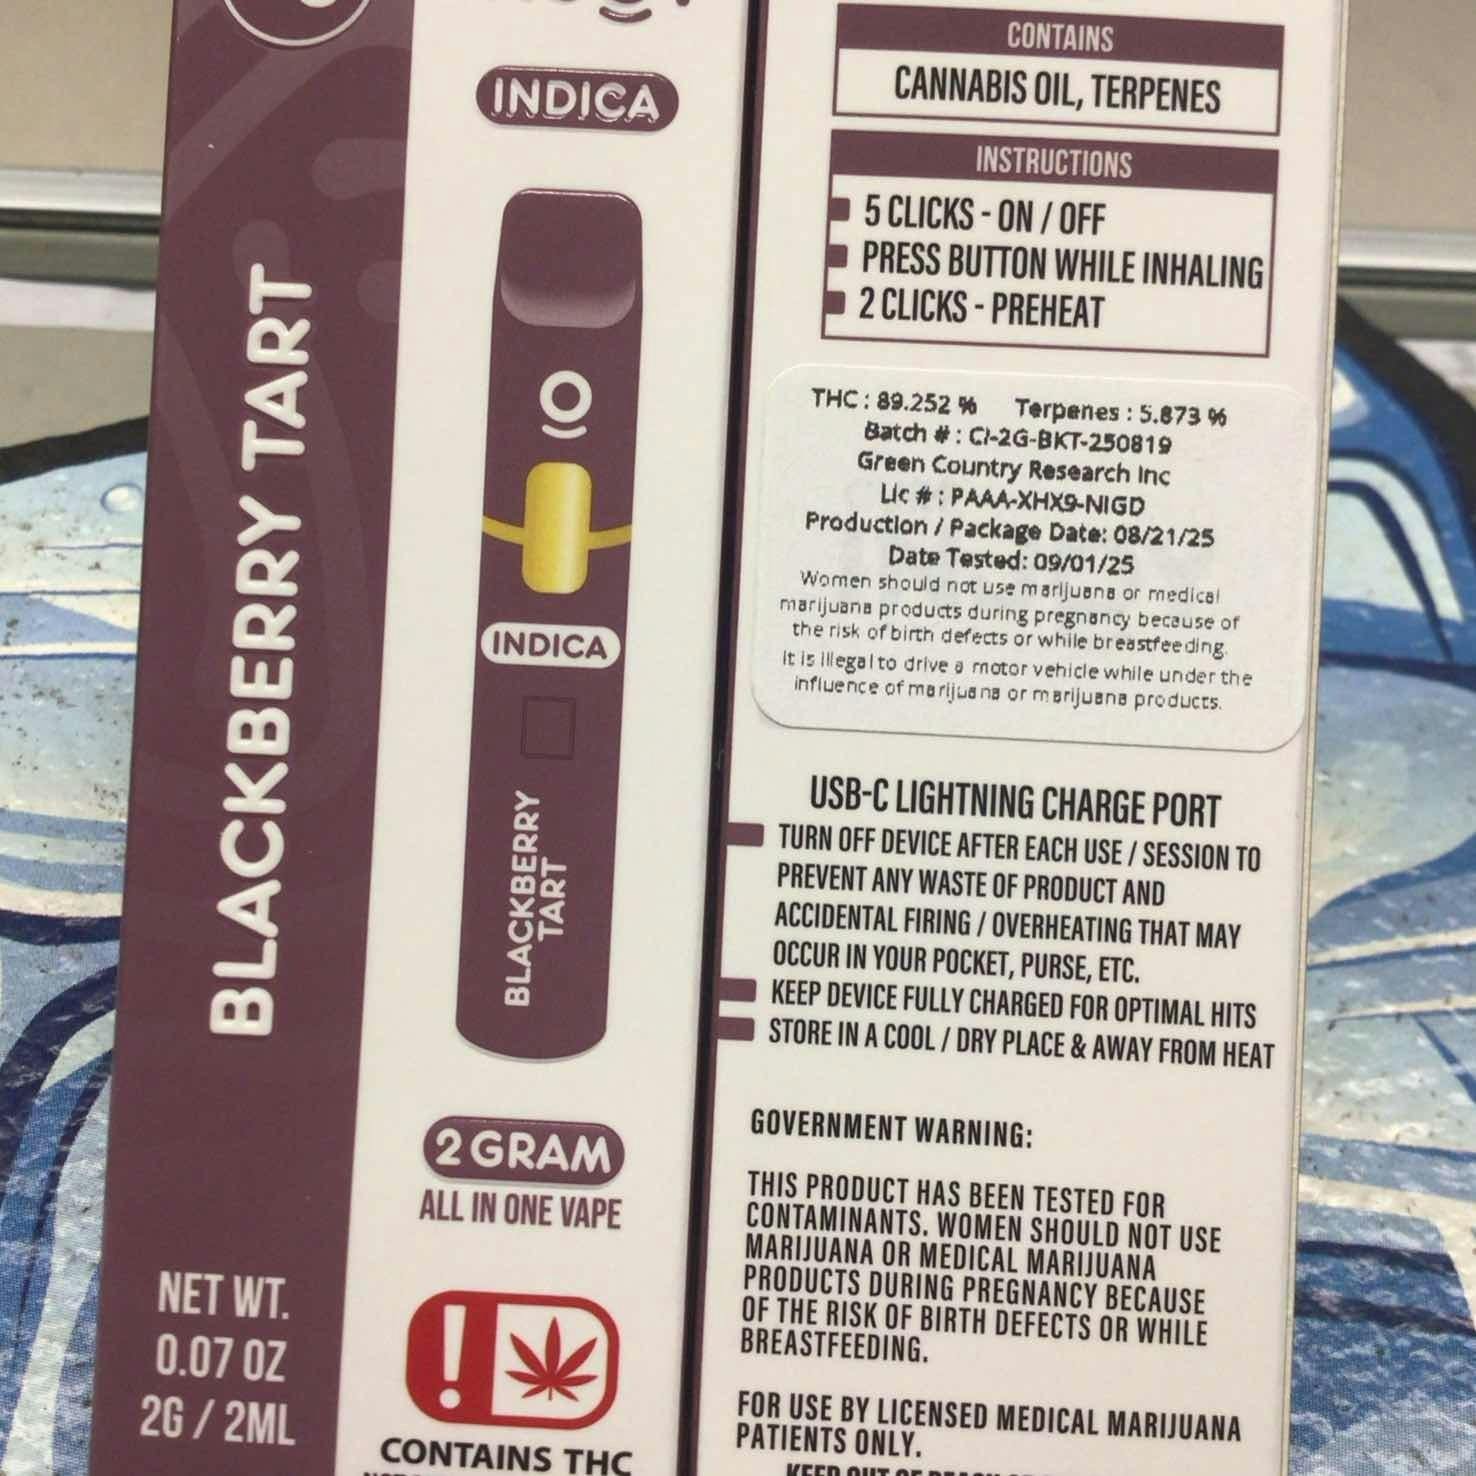 BLACKBERRY TART
NET WT.
0.07 OZ
2G / 2ML
INDICA
INDICA
BLACKBERRY
TART
2 GRAM
ALL IN ONE VAPE
CONTAINS THC
CONTAINS
CANNABIS OIL, TERPENES
INSTRUCTIONS
5 CLICKS - ON / OFF
PRESS BUTTON WHILE INHALING
2 CLICKS - PREHEAT
THC : 89.252 % Terpenes : 5.873 %
Batch # : CI-2G-BKT-250819
Green Country Research Inc
Lic # : PAAA-XHX9-NIGD
Production / Package Date: 08/21/25
Date Tested: 09/01/25
Women should not use marijuana or medical
marijuana products during pregnancy because of
the risk of birth defects or while breastfeeding.
It is illegal to drive a motor vehicle while under the
influence of marijuana or marijuana products.
USB-C LIGHTNING CHARGE PORT
TURN OFF DEVICE AFTER EACH USE / SESSION TO
PREVENT ANY WASTE OF PRODUCT AND
ACCIDENTAL FIRING / OVERHEATING THAT MAY
OCCUR IN YOUR POCKET, PURSE, ETC.
KEEP DEVICE FULLY CHARGED FOR OPTIMAL HITS
STORE IN A COOL / DRY PLACE & AWAY FROM HEAT
GOVERNMENT WARNING:
THIS PRODUCT HAS BEEN TESTED FOR
CONTAMINANTS. WOMEN SHOULD NOT USE
MARIJUANA OR MEDICAL MARIJUANA
PRODUCTS DURING PREGNANCY BECAUSE
OF THE RISK OF BIRTH DEFECTS OR WHILE
BREASTFEEDING.
FOR USE BY LICENSED MEDICAL MARIJUANA
PATIENTS ONLY.
KEEP OUT OF REACH